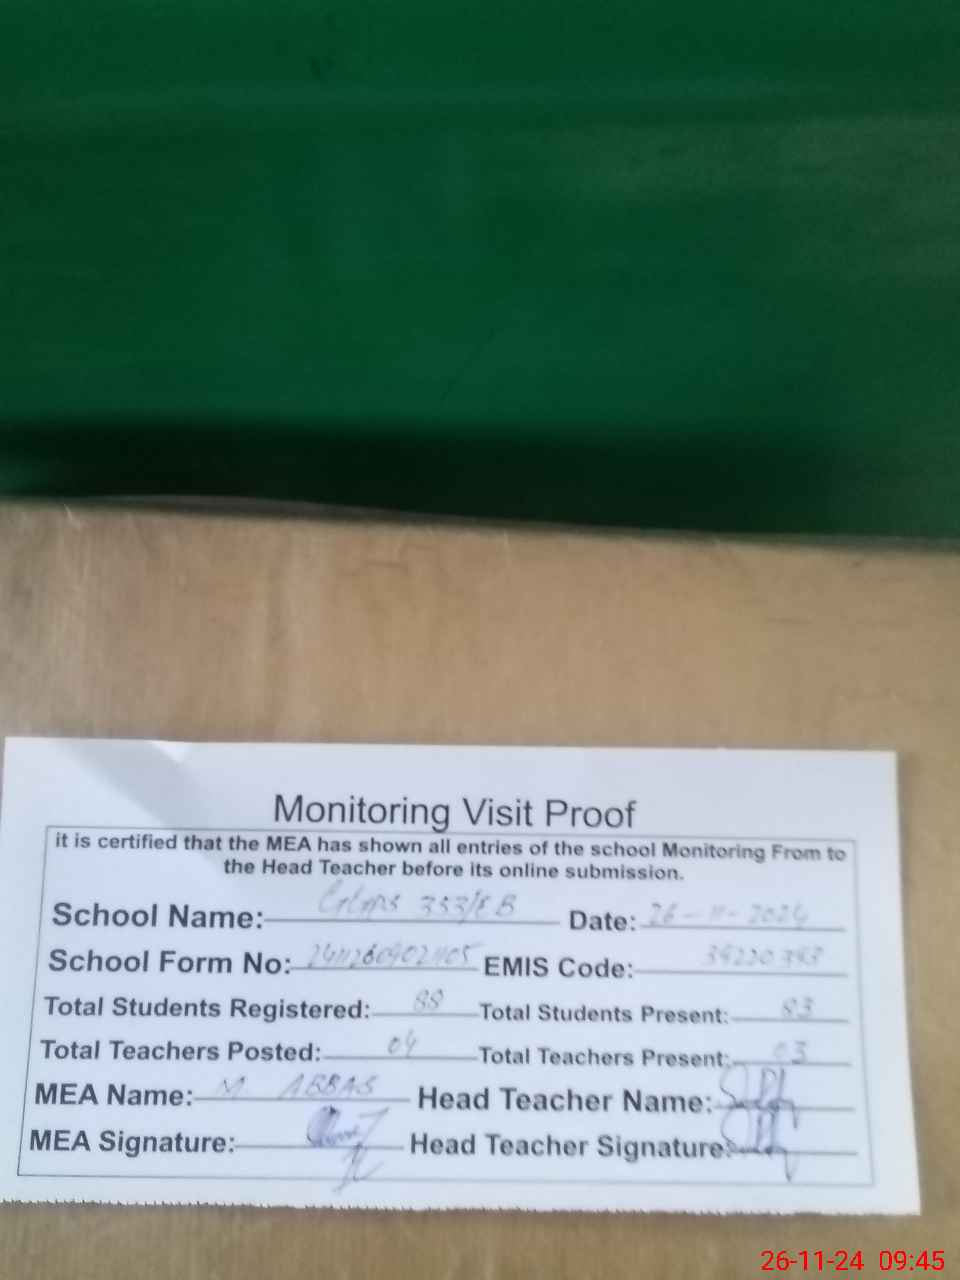 Monitoring Visit Proof
it is certified that the MEA has shown all entries of the school Monitoring From to
the Head Teacher before its online submission.
School Name: 353/EB Date: 26-11-2024
School Form No: EMIS Code:
Total Students Registered: 88 Total Students Present: 83
Total Teachers Posted: 04 Total Teachers Present: 03
MEA Name: M ABBAS Head Teacher Name:
MEA Signature: Head Teacher Signature:
26-11-24 09:45